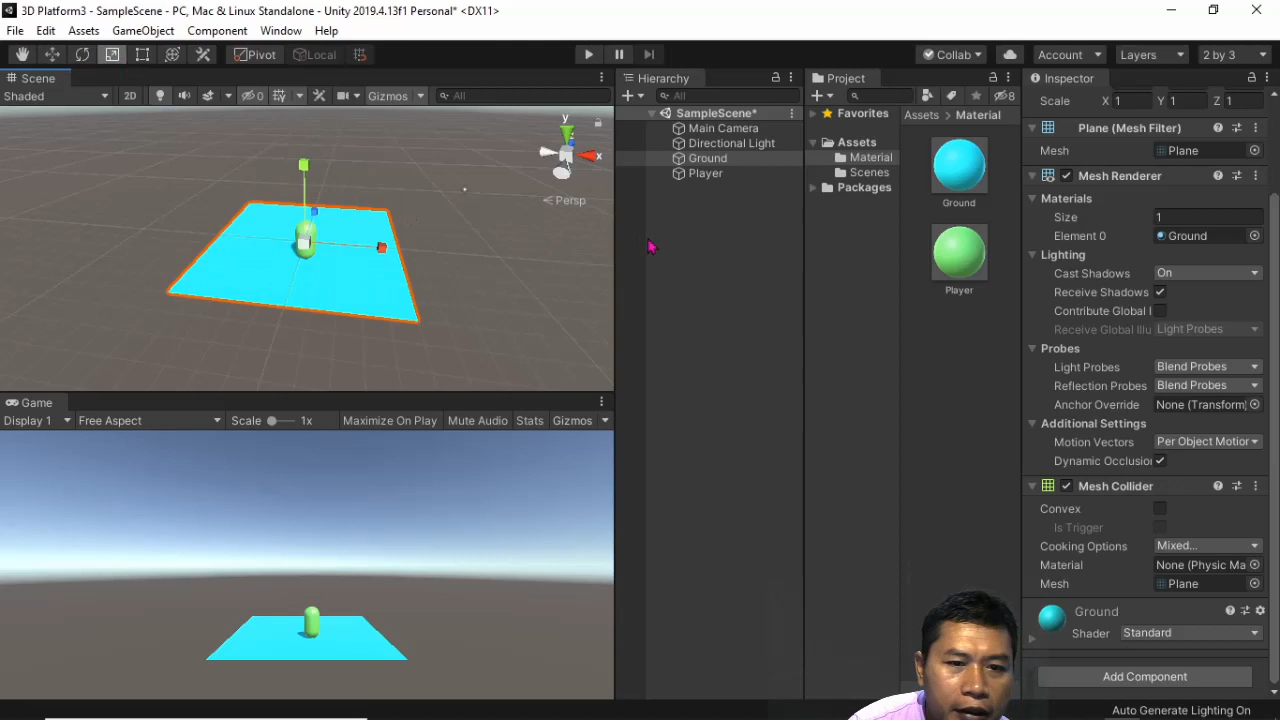 3D Platform3 - SampleScene - PC, Mac & Linux Standalone - Unity 2019.4.13f1 Personal* <DX11>
File Edit Assets GameObject Component Window Help
Pivot Local Collab Account Layers 2 by 3
Scene
Shaded 2D 0 Gizmos All
y
x
Persp
Game
Display 1 Free Aspect Scale 1x Maximize On Play Mute Audio Stats Gizmos
Hierarchy
All
SampleScene*
Main Camera
Directional Light
Ground
Player
Project
8
Favorites
Assets
Material
Scenes
Packages
Assets Material
Ground
Player
Inspector
Scale X 1 Y 1 Z 1
Plane (Mesh Filter)
Mesh Plane
Mesh Renderer
Materials
Size 1
Element 0 Ground
Lighting
Cast Shadows On
Receive Shadows
Contribute Global I
Receive Global Illu Light Probes
Probes
Light Probes Blend Probes
Reflection Probes Blend Probes
Anchor Override None (Transform)
Additional Settings
Motion Vectors Per Object Motion
Dynamic Occlusio
Mesh Collider
Convex
Is Trigger
Cooking Options Mixed...
Material None (Physic Ma
Mesh Plane
Ground
Shader Standard
Add Component
Auto Generate Lighting On